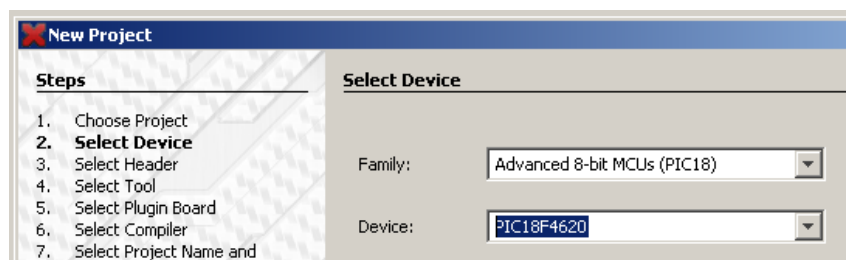 New Project
Steps
1. Choose Project
2. Select Device
3. Select Header
4. Select Tool
5. Select Plugin Board
6. Select Compiler
7. Select Project Name and
Select Device
Family: Advanced 8-bit MCUs (PIC18)
Device: PIC18F4620